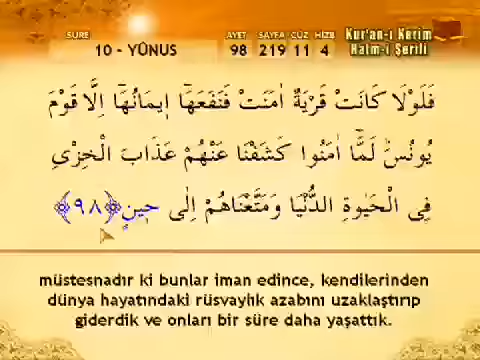 SURE AYET SAYFA CÜZ HİZB Kur'an-ı Kerim
10 - YÛNUS 98 219 11 4 Hatm-i Şerifi
فَلَوْلَا كَانَتْ قَرْيَةٌ اٰمَنَتْ فَنَفَعَهَٓا ا۪يمَانُهَٓا اِلَّا قَوْمَ
يُونُسَۜ لَمَّٓا اٰمَنُوا كَشَفْنَا عَنْهُمْ عَذَابَ الْخِزْيِ
فِي الْحَيٰوةِ الدُّنْيَا وَمَتَّعْنَاهُمْ اِلٰى ح۪ينٍ ﴿٩٨﴾
müstesnadır ki bunlar iman edince, kendilerinden
dünya hayatındaki rüsvaylık azabını uzaklaştırıp
giderdik ve onları bir süre daha yaşattık.